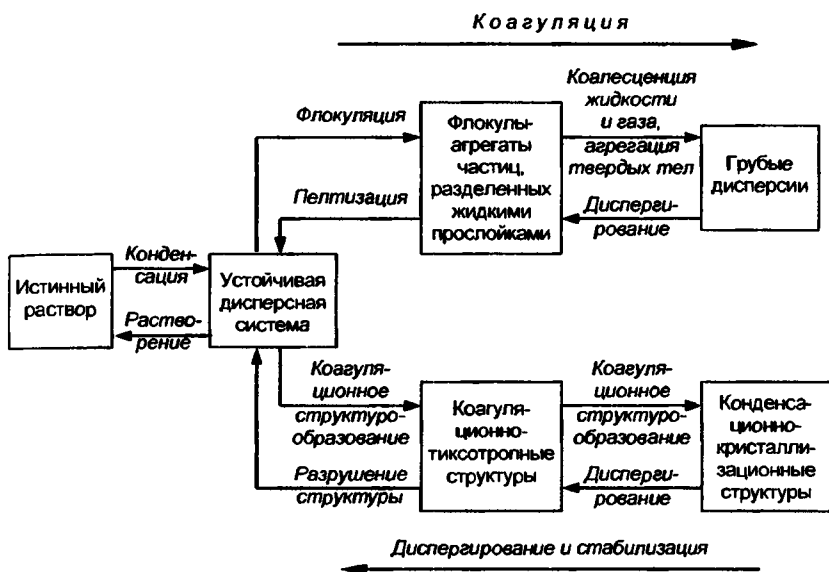 Коагуляция
Флокуляция
Пелтизация
Флокулы-
агрегаты
частиц,
разделенных
жидкими
прослойками
Коалесценция
жидкости
и газа,
агрегация
твердых тел
Дисперги-
рование
Грубые
дисперсии
Истинный
раствор
Конден-
сация
Раство-
рение
Устойчивая
дисперсная
система
Коагуля-
ционное
структуро-
образование
Разрушение
структуры
Коагуля-
ционно-
тиксотропные
структуры
Коагуля-
ционное
структуро-
образование
Дисперги-
рование
Конденса-
ционно-
кристалли-
зационные
структуры
Диспергирование и стабилизация